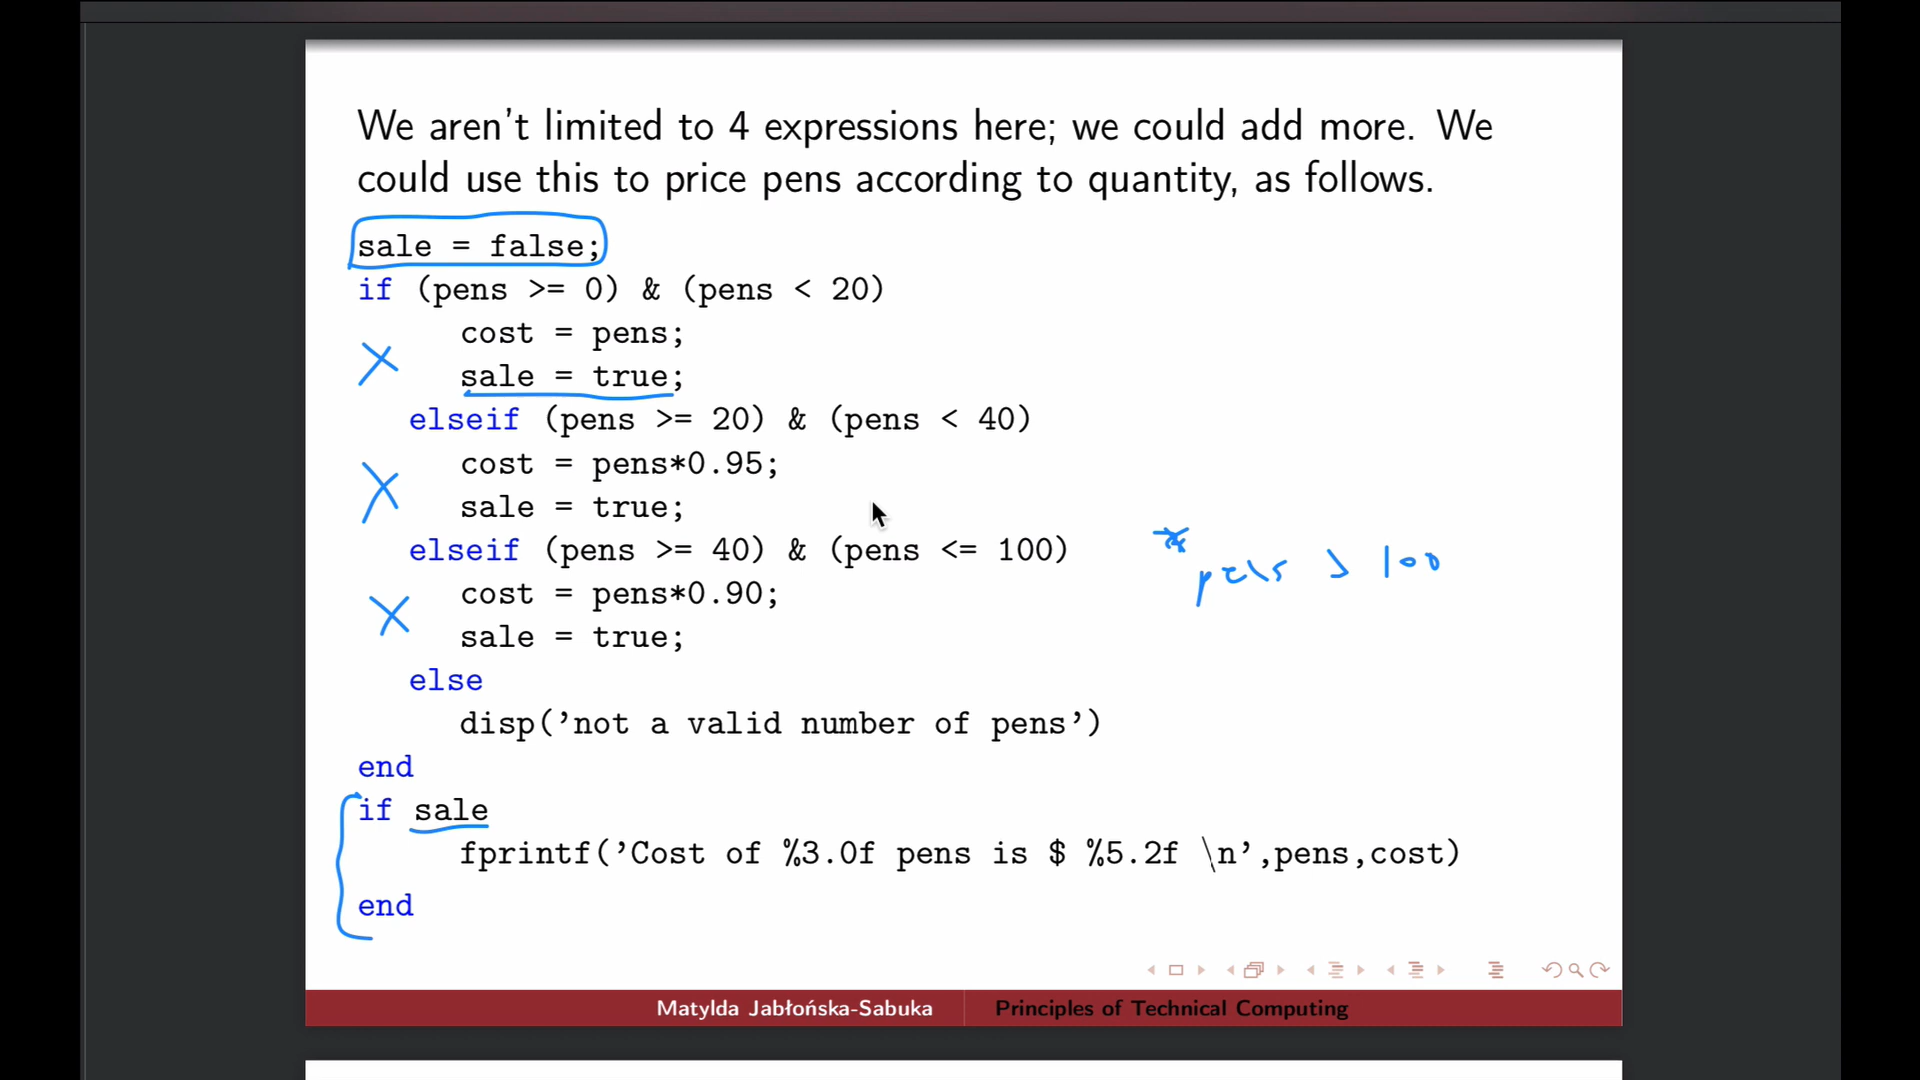 We aren't limited to 4 expressions here; we could add more. We
could use this to price pens according to quantity, as follows.
sale = false;
if (pens >= 0) & (pens < 20)
cost = pens;
sale = true;
elseif (pens >= 20) & (pens < 40)
cost = pens*0.95;
sale = true;
elseif (pens >= 40) & (pens <= 100)
* pens > 100
cost = pens*0.90;
sale = true;
else
disp('not a valid number of pens')
end
if sale
fprintf('Cost of %3.0f pens is $ %5.2f \n',pens,cost)
end
Matylda Jabłońska-Sabuka Principles of Technical Computing